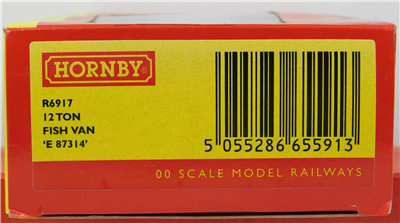 HORNBY
R6917
12 TON
FISH VAN
'E 87314'
5 055286 655913
00 SCALE MODEL RAILWAYS